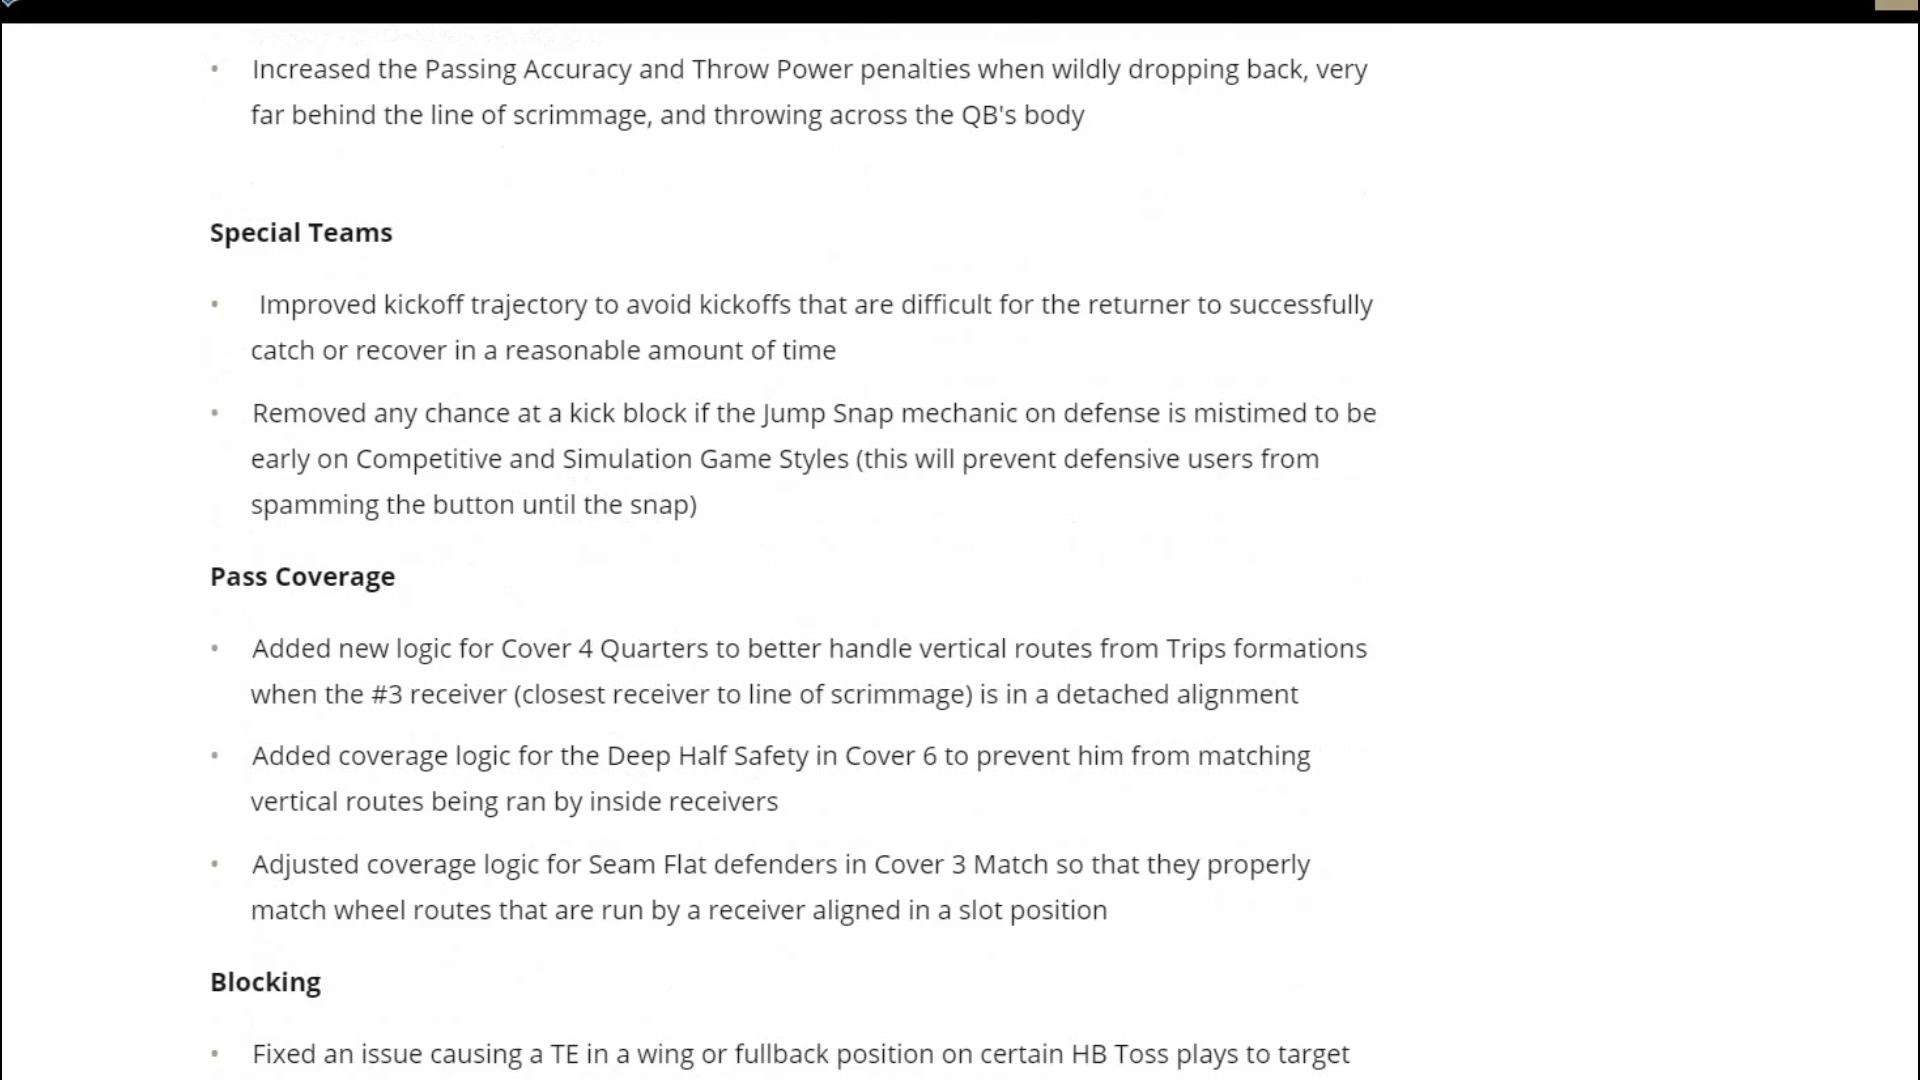 • Increased the Passing Accuracy and Throw Power penalties when wildly dropping back, very
far behind the line of scrimmage, and throwing across the QB's body
Special Teams
• Improved kickoff trajectory to avoid kickoffs that are difficult for the returner to successfully
catch or recover in a reasonable amount of time
• Removed any chance at a kick block if the Jump Snap mechanic on defense is mistimed to be
early on Competitive and Simulation Game Styles (this will prevent defensive users from
spamming the button until the snap)
Pass Coverage
• Added new logic for Cover 4 Quarters to better handle vertical routes from Trips formations
when the #3 receiver (closest receiver to line of scrimmage) is in a detached alignment
• Added coverage logic for the Deep Half Safety in Cover 6 to prevent him from matching
vertical routes being ran by inside receivers
• Adjusted coverage logic for Seam Flat defenders in Cover 3 Match so that they properly
match wheel routes that are run by a receiver aligned in a slot position
Blocking
• Fixed an issue causing a TE in a wing or fullback position on certain HB Toss plays to target